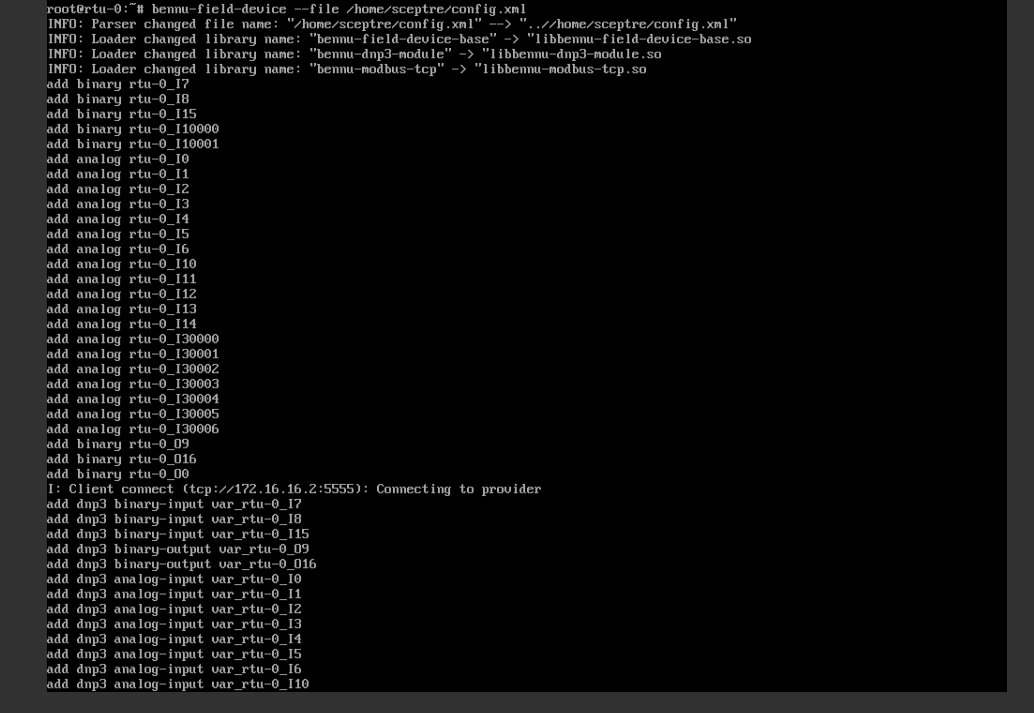 root@rtu-0:~# bennu-field-device --file /home/sceptre/config.xml
INFO: Parser changed file name: "/home/sceptre/config.xml" --> "..//home/sceptre/config.xml"
INFO: Loader changed library name: "bennu-field-device-base" -> "libbennu-field-device-base.so
INFO: Loader changed library name: "bennu-dnp3-module" -> "libbennu-dnp3-module.so
INFO: Loader changed library name: "bennu-modbus-tcp" -> "libbennu-modbus-tcp.so
add binary rtu-0_I7
add binary rtu-0_I8
add binary rtu-0_I15
add binary rtu-0_I10000
add binary rtu-0_I10001
add analog rtu-0_I0
add analog rtu-0_I1
add analog rtu-0_I2
add analog rtu-0_I3
add analog rtu-0_I4
add analog rtu-0_I5
add analog rtu-0_I6
add analog rtu-0_I10
add analog rtu-0_I11
add analog rtu-0_I12
add analog rtu-0_I13
add analog rtu-0_I14
add analog rtu-0_I30000
add analog rtu-0_I30001
add analog rtu-0_I30002
add analog rtu-0_I30003
add analog rtu-0_I30004
add analog rtu-0_I30005
add analog rtu-0_I30006
add binary rtu-0_O9
add binary rtu-0_O16
add binary rtu-0_O0
I: Client connect (tcp://172.16.16.2:5555): Connecting to provider
add dnp3 binary-input var_rtu-0_I7
add dnp3 binary-input var_rtu-0_I8
add dnp3 binary-input var_rtu-0_I15
add dnp3 binary-output var_rtu-0_O9
add dnp3 binary-output var_rtu-0_O16
add dnp3 analog-input var_rtu-0_I0
add dnp3 analog-input var_rtu-0_I1
add dnp3 analog-input var_rtu-0_I2
add dnp3 analog-input var_rtu-0_I3
add dnp3 analog-input var_rtu-0_I4
add dnp3 analog-input var_rtu-0_I5
add dnp3 analog-input var_rtu-0_I6
add dnp3 analog-input var_rtu-0_I10